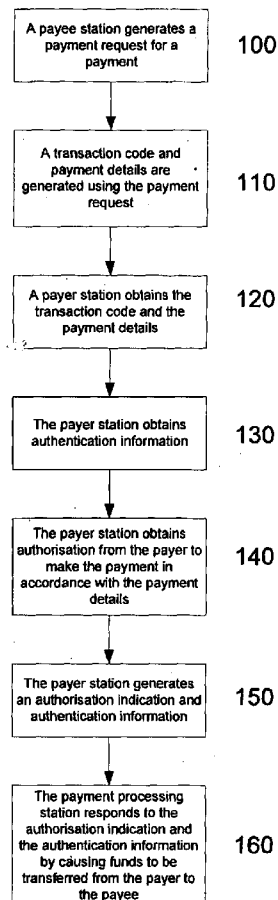 A payee station generates a
payment request for a
payment
100
A transaction code and
payment details are
generated using the payment
request
110
A payer station obtains the
transaction code and the
payment details
120
The payer station obtains
authentication information
130
The payer station obtains
authorisation from the payer to
make the payment in
accordance with the payment
details
140
The payer station generates
an authorisation indication and
authentication information
150
The payment processing
station responds to the
authorisation indication and
the authentication information
by causing funds to be
transferred from the payer to
the payee
160